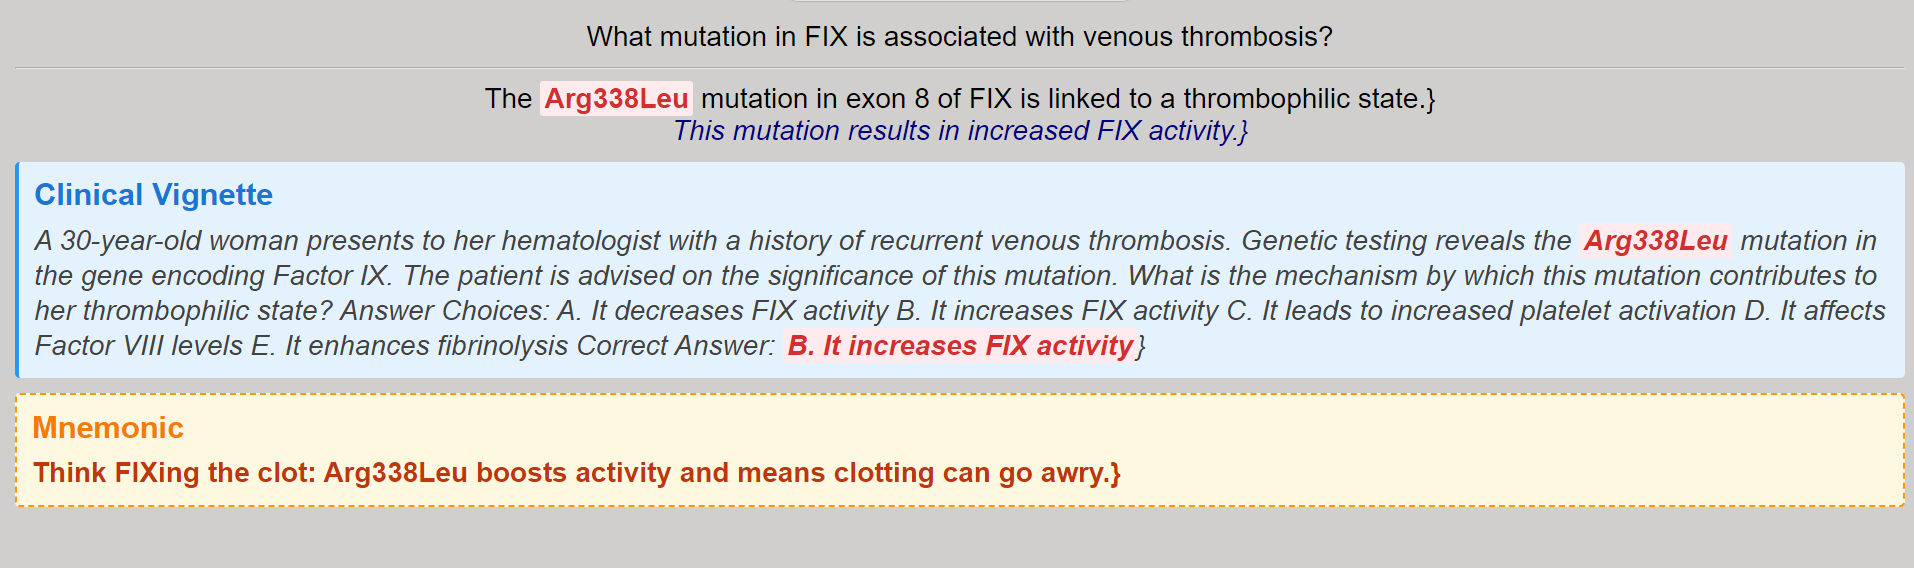 What mutation in FIX is associated with venous thrombosis?
The Arg338Leu mutation in exon 8 of FIX is linked to a thrombophilic state.}
This mutation results in increased FIX activity.}
Clinical Vignette
A 30-year-old woman presents to her hematologist with a history of recurrent venous thrombosis. Genetic testing reveals the Arg338Leu mutation in
the gene encoding Factor IX. The patient is advised on the significance of this mutation. What is the mechanism by which this mutation contributes to
her thrombophilic state? Answer Choices: A. It decreases FIX activity B. It increases FIX activity C. It leads to increased platelet activation D. It affects
Factor VIII levels E. It enhances fibrinolysis Correct Answer: B. It increases FIX activity}
Mnemonic
Think FIXing the clot: Arg338Leu boosts activity and means clotting can go awry.}